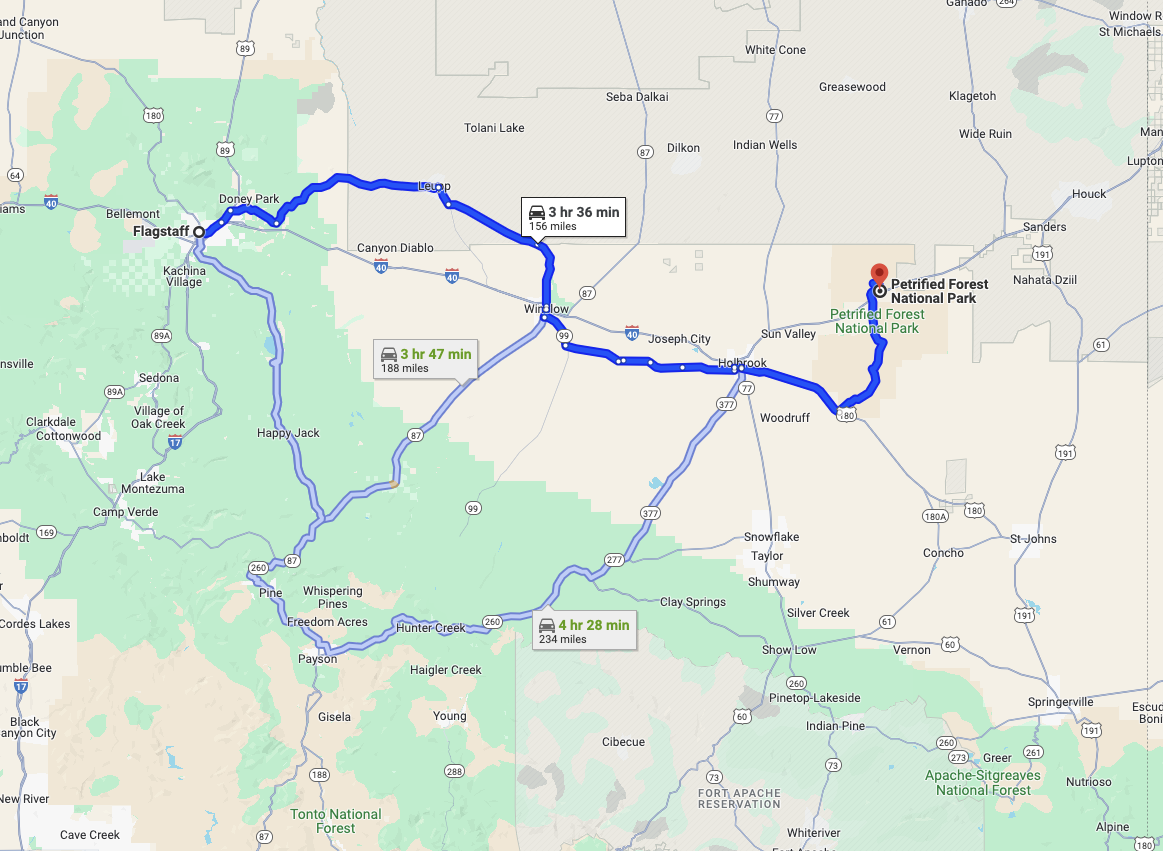 and Canyon
Junction
89
White Cone
Ganado
264
Window R
St Michaels
Greasewood
Seba Dalkai
Klagetoh
180
77
Tolani Lake
Wide Ruin
Man
89
87
Dilkon
Indian Wells
Lupton
64
40
iams
Doney Park
Leupp
Houck
Bellemont
3 hr 36 min
156 miles
Flagstaff
Sanders
Canyon Diablo
191
40
40
Kachina
Village
Petrified Forest
National Park
Nahata Dziil
87
Petrified Forest
National Park
Winslow
89A
99
40
Joseph City
Sun Valley
61
nsville
3 hr 47 min
188 miles
Holbrook
Sedona
89A
77
377
Village of
Oak Creek
Woodruff
180
Clarkdale
Cottonwood
17
Happy Jack
87
191
Lake
Montezuma
99
Camp Verde
377
180A
180
169
mboldt
Snowflake
St Johns
Concho
Taylor
87
277
260
Shumway
Pine
Whispering
Pines
Clay Springs
Silver Creek
191
Cordes Lakes
Freedom Acres
Hunter Creek
260
4 hr 28 min
234 miles
61
60
Show Low
Vernon
Payson
umble Bee
Haigler Creek
17
260
Pinetop-Lakeside
Springerville
Escud
Boni
Black
anyon City
Gisela
Young
60
Indian Pine
191
Cibecue
260
273
Greer
261
188
288
73
73
Apache-Sitgreaves
National Forest
Nutrioso
New River
FORT APACHE
RESERVATION
Tonto National
Forest
Cave Creek
87
Whiteriver
Alpine
180